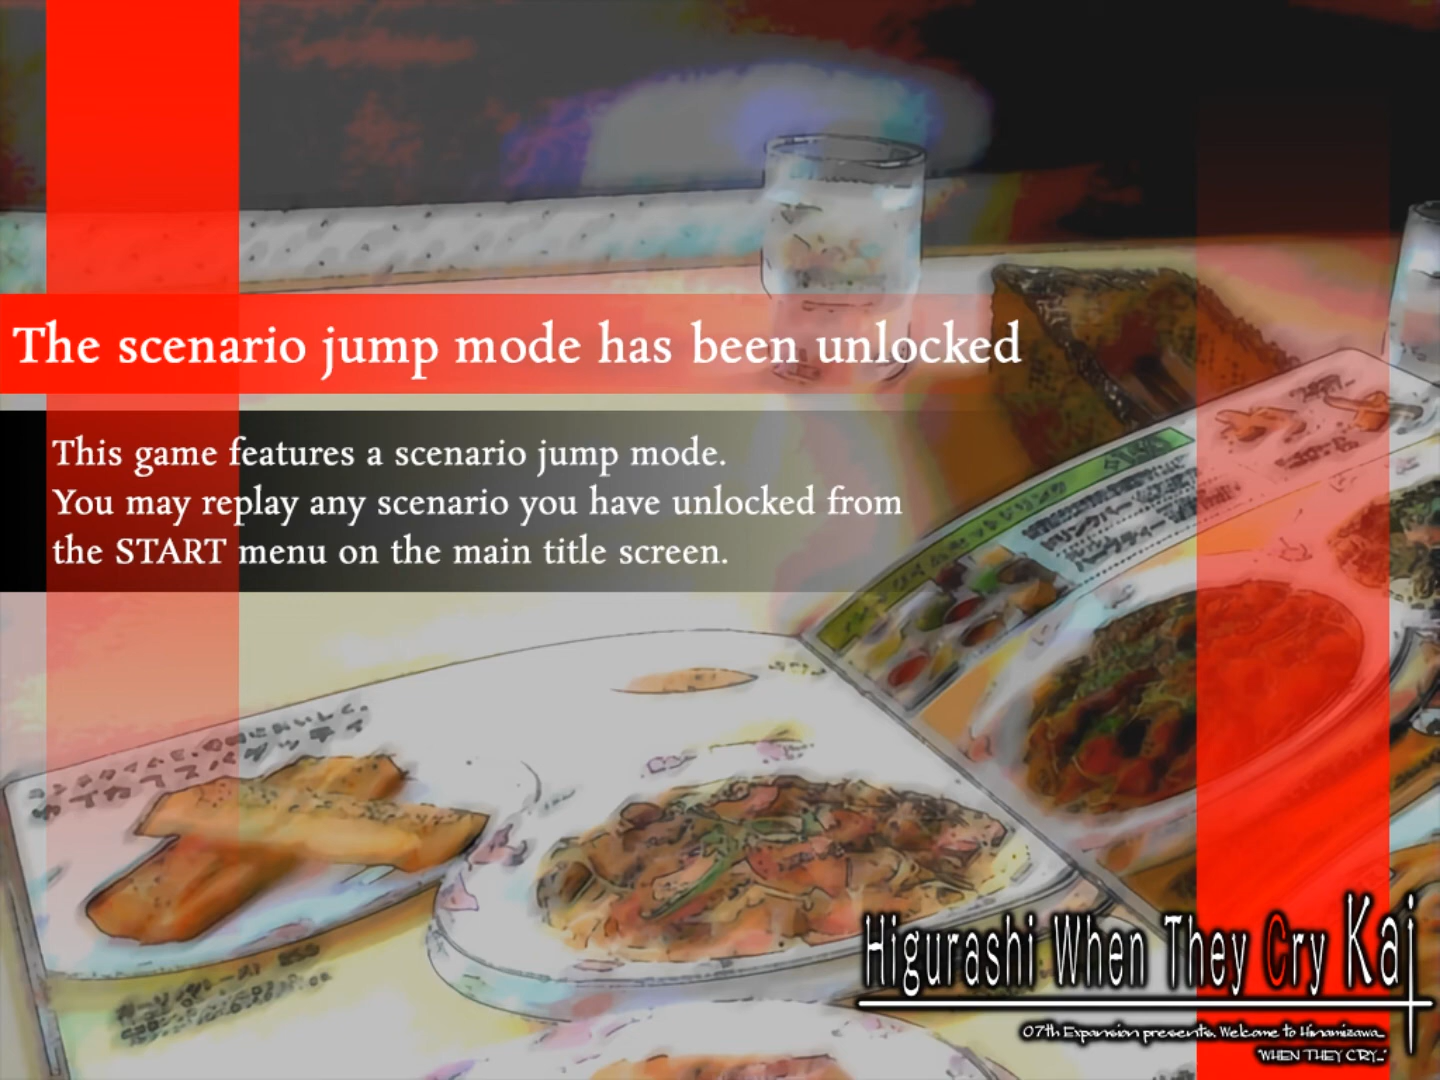 The scenario jump mode has been unlocked
This game features a scenario jump mode.
You may replay any scenario you have unlocked from
the START menu on the main title screen.
Higurashi When They Cry Kai
07th Expansion presents. Welcome to Hinamizawa...
"WHEN THEY CRY..."